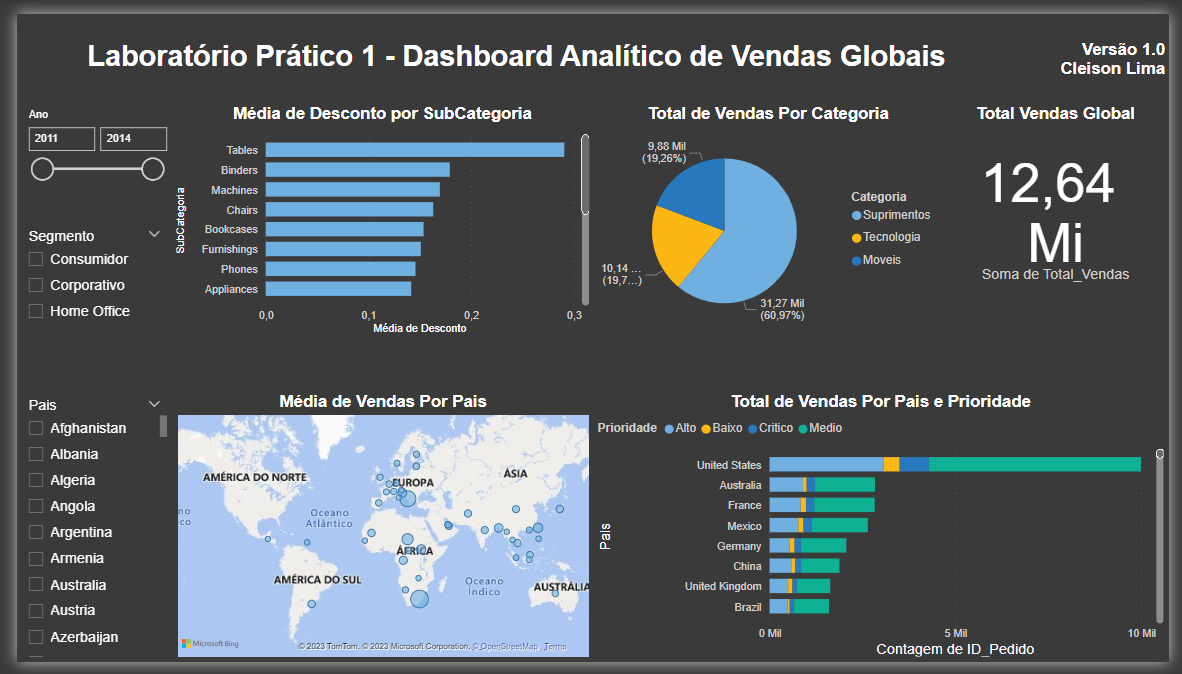 Laboratório Prático 1 - Dashboard Analítico de Vendas Globais
Versão 1.0
Cleison Lima
Ano
2011
2014
Segmento
Consumidor
Corporativo
Home Office
Média de Desconto por SubCategoria
SubCategoria
Tables
Binders
Machines
Chairs
Bookcases
Furnishings
Phones
Appliances
0,0
0,1
0,2
0,3
Média de Desconto
Total de Vendas Por Categoria
9,88 Mil
(19,26%)
10,14 ...
(19,7...)
31,27 Mil
(60,97%)
Categoria
Suprimentos
Tecnologia
Moveis
Total Vendas Global
12,64
Mi
Soma de Total_Vendas
Pais
Afghanistan
Albania
Algeria
Angola
Argentina
Armenia
Australia
Austria
Azerbaijan
Média de Vendas Por Pais
AMÉRICA DO NORTE
EUROPA
ÁSIA
Oceano
Atlântico
ÁFRICA
AMÉRICA DO SUL
Oceano
Índico
AUSTRÁLIA
Microsoft Bing
© 2023 TomTom, © 2023 Microsoft Corporation, © OpenStreetMap Terms
Total de Vendas Por Pais e Prioridade
Prioridade
Alto
Baixo
Critico
Medio
Pais
United States
Australia
France
Mexico
Germany
China
United Kingdom
Brazil
0 Mil
5 Mil
10 Mil
Contagem de ID_Pedido